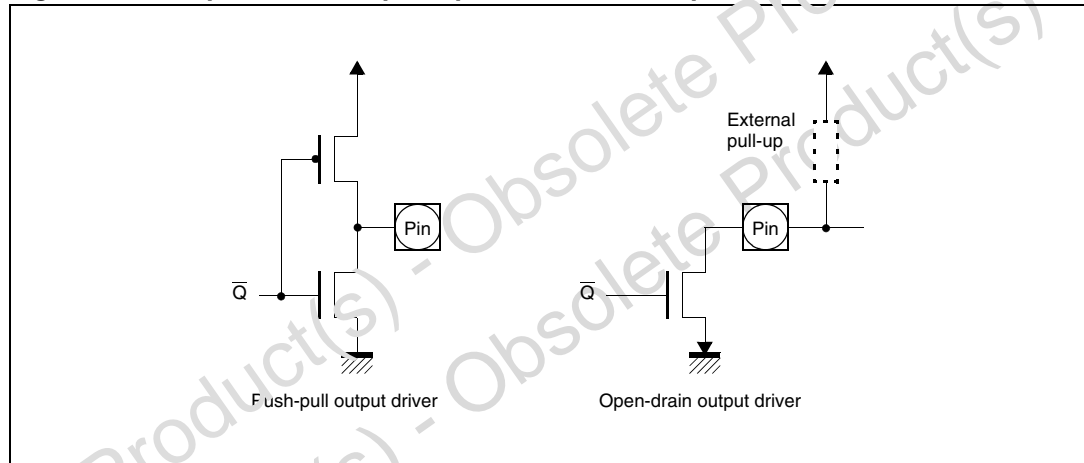 External
pull-up
Pin
Pin
Q̅
Q̅
Push-pull output driver
Open-drain output driver
Product(s) - Obsolete Product(s)
Product(s) - Obsolete